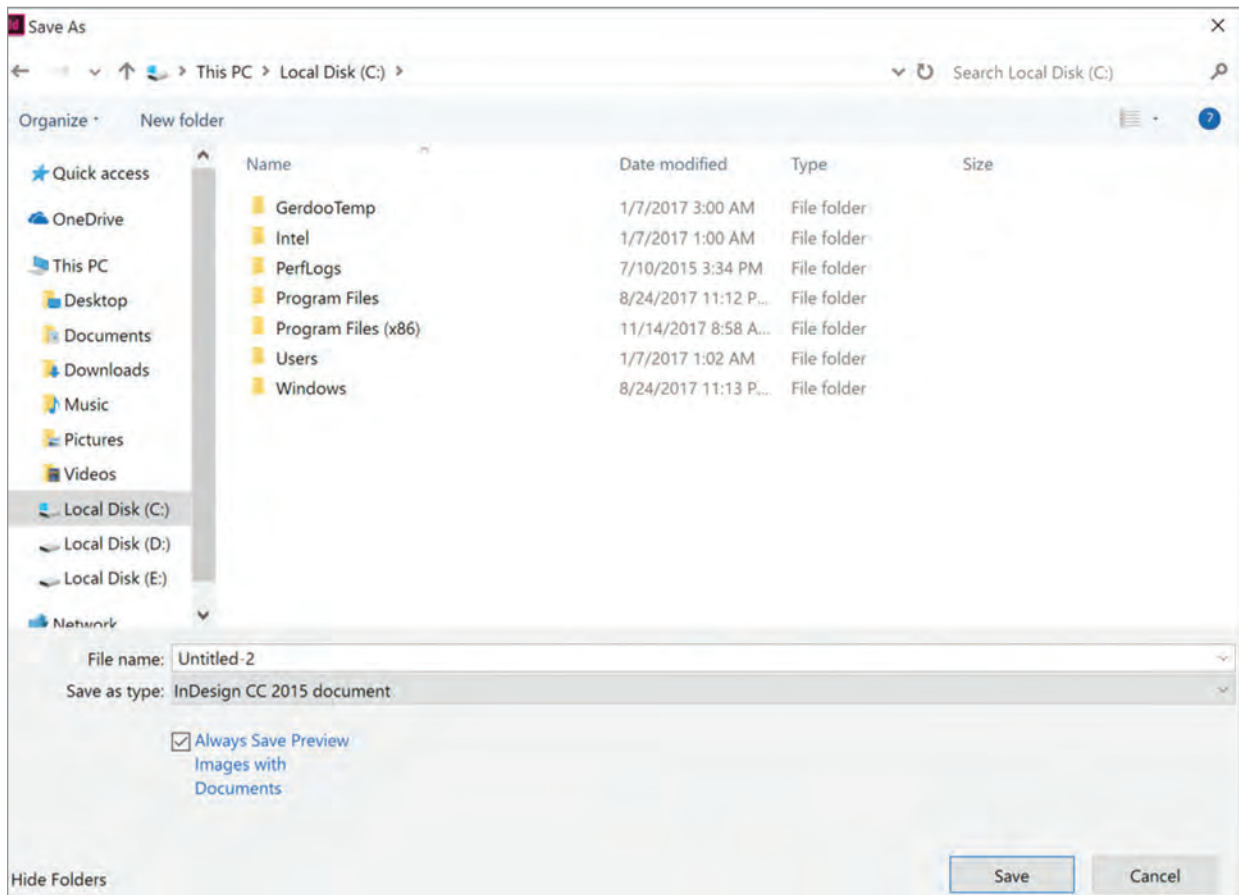 Id Save As
This PC > Local Disk (C:) >
Search Local Disk (C:)
Organize New folder
?
Quick access
OneDrive
This PC
Desktop
Documents
Downloads
Music
Pictures
Videos
Local Disk (C:)
Local Disk (D:)
Local Disk (E:)
Network
Name Date modified Type Size
GerdooTemp 1/7/2017 3:00 AM File folder
Intel 1/7/2017 1:00 AM File folder
PerfLogs 7/10/2015 3:34 PM File folder
Program Files 8/24/2017 11:12 P... File folder
Program Files (x86) 11/14/2017 8:58 A... File folder
Users 1/7/2017 1:02 AM File folder
Windows 8/24/2017 11:13 P... File folder
File name: Untitled-2
Save as type: InDesign CC 2015 document
Always Save Preview
Images with
Documents
Hide Folders
Save Cancel